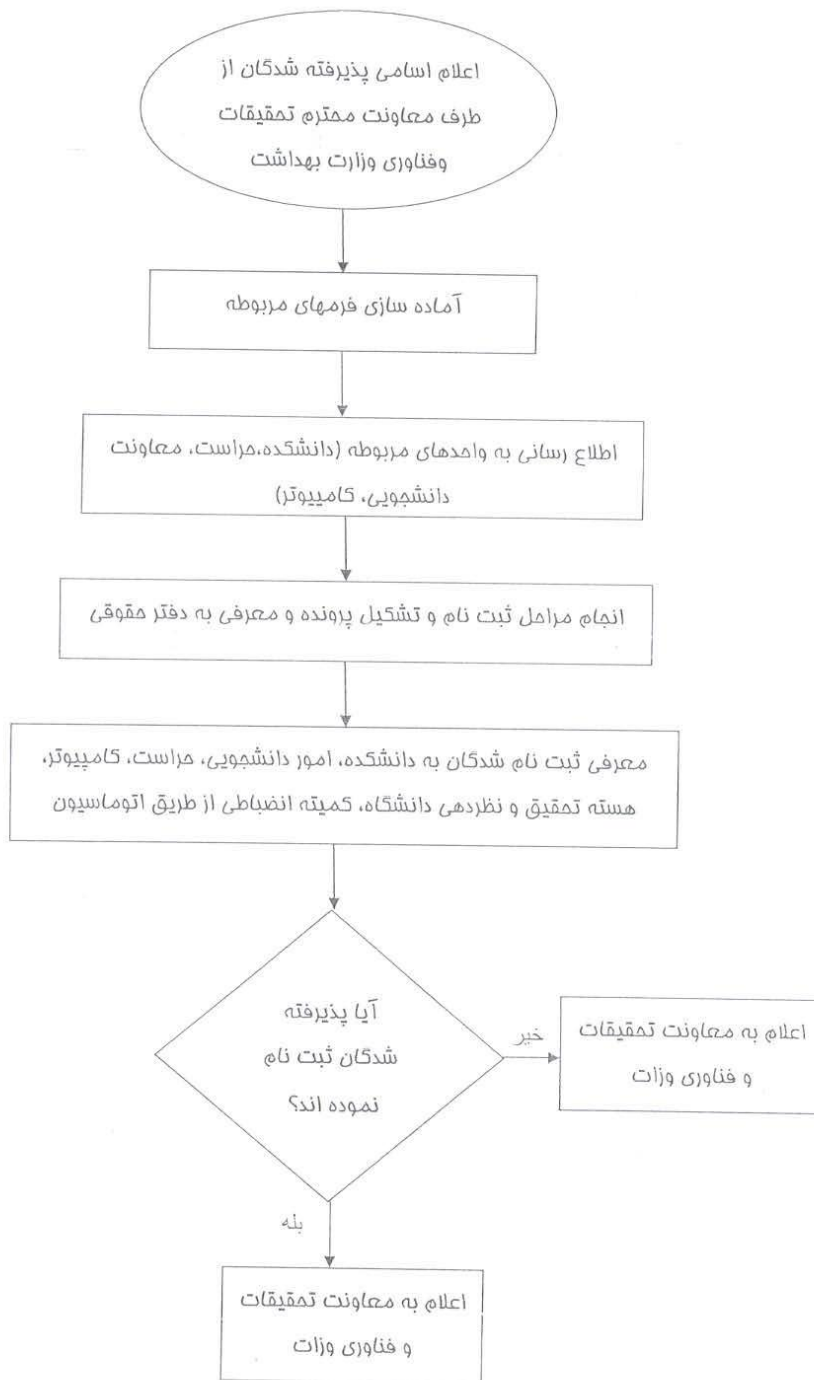 اعلام اسامی پذیرفته شدگان از
طرف معاونت محترم تحقیقات
وفناوری وزارت بهداشت
آماده سازی فرمهای مربوطه
اطلاع رسانی به واحدهای مربوطه (دانشکده،حراست، معاونت
دانشجویی، کامپیوتر)
انجام مراحل ثبت نام و تشکیل پرونده و معرفی به دفتر حقوقی
معرفی ثبت نام شدگان به دانشکده، امور دانشجویی، حراست، کامپیوتر،
هسته تحقیق و نظردهی دانشگاه، کمیته انضباطی از طریق اتوماسیون
آیا پذیرفته
شدگان ثبت نام
نموده اند؟
خیر
اعلام به معاونت تحقیقات
و فناوری وزات
بله
اعلام به معاونت تحقیقات
و فناوری وزات